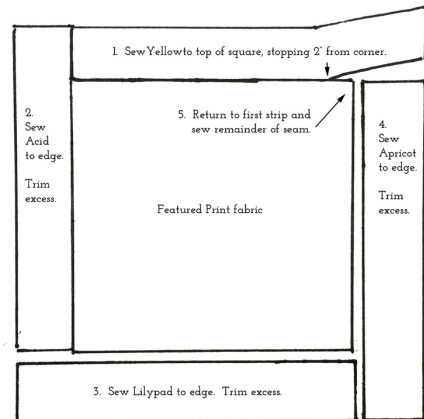 1. Sew Yellowto top of square, stopping 2" from corner.
2.
Sew
Acid
to edge.
Trim
excess.
5. Return to first strip and
sew remainder of seam.
4.
Sew
Apricot
to edge.
Trim
excess.
Featured Print fabric
3. Sew Lilypad to edge. Trim excess.